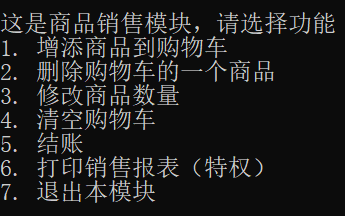 这是商品销售模块，请选择功能
1. 增添商品到购物车
2. 删除购物车的一个商品
3. 修改商品数量
4. 清空购物车
5. 结账
6. 打印销售报表（特权）
7. 退出本模块